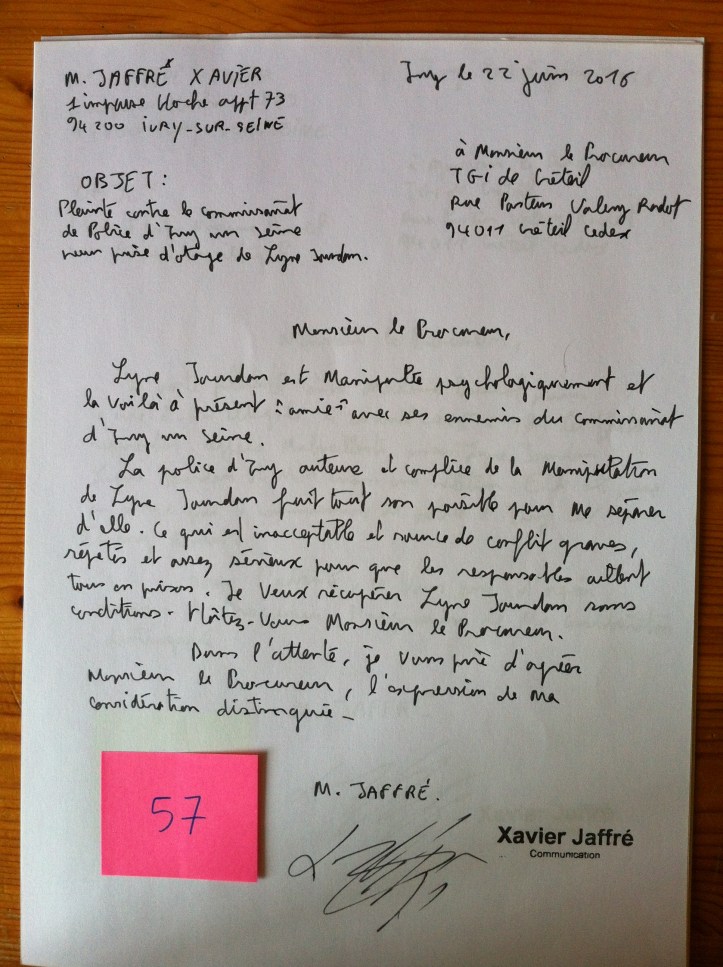 M. JAFFRÉ XAVIER
1 impasse Hoche appt 73
94200 IVRY-SUR-SEINE
Ivry le 22 juin 2016
à Monsieur le Procureur
TGI de Créteil
Rue Pasteur Valery Radot
94011 Créteil Cedex
OBJET :
Plainte contre le commissariat
de Police d'Ivry sur Seine
pour prise d'otage de Lyne Jourdan.
Monsieur le Procureur,
Lyne Jourdan est Manipulée psychologiquement et
la voilà à présent "amie" avec ses ennemis du commissariat
d'Ivry sur Seine.
La police d'Ivry auteure et complice de la Manipulation
de Lyne Jourdan fait tout son possible pour me séparer
d'elle. Ce qui est inacceptable et source de conflit graves,
répétés et assez sérieux pour que les responsables aillent
tous en prison. Je veux récupérer Lyne Jourdan sans
conditions. Hâtez-Vous Monsieur le Procureur.
Dans l'attente, je vous prie d'agréer
Monsieur le Procureur, l'expression de ma
considération distinguée -
M. JAFFRÉ.
57
Xavier Jaffré
Communication